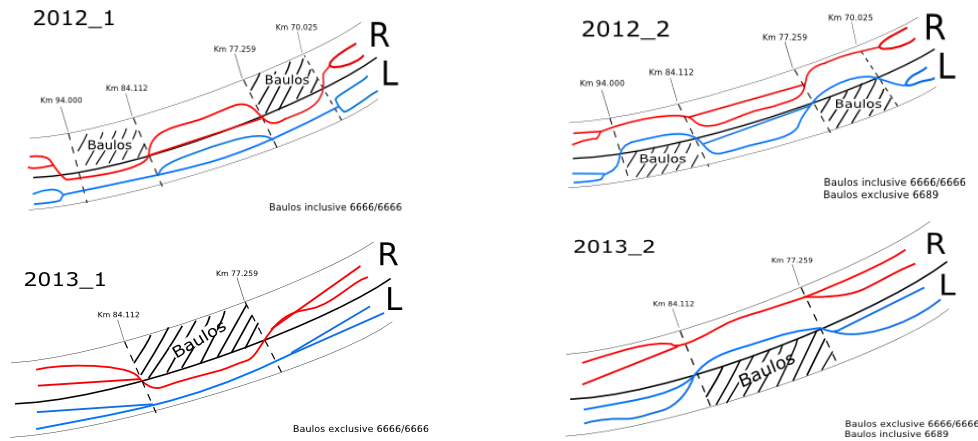 2012_1
Km 70.025
R
Km 77.259
L
Baulos
Km 84.112
Km 94.000
Baulos
Baulos inclusive 6666/6666
2012_2
Km 70.025
R
Km 77.259
L
Km 84.112
Km 94.000
Baulos
Baulos
Baulos inclusive 6666/6666
Baulos exclusive 6689
2013_1
R
Km 77.259
L
Km 84.112
Baulos
Baulos exclusive 6666/6666
2013_2
R
Km 77.259
L
Km 84.112
Baulos
Baulos exclusive 6666/6666
Baulos inclusive 6689